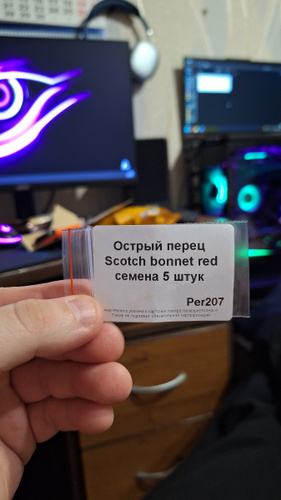 Острый перец
Scotch bonnet red
семена 5 штук
Per207